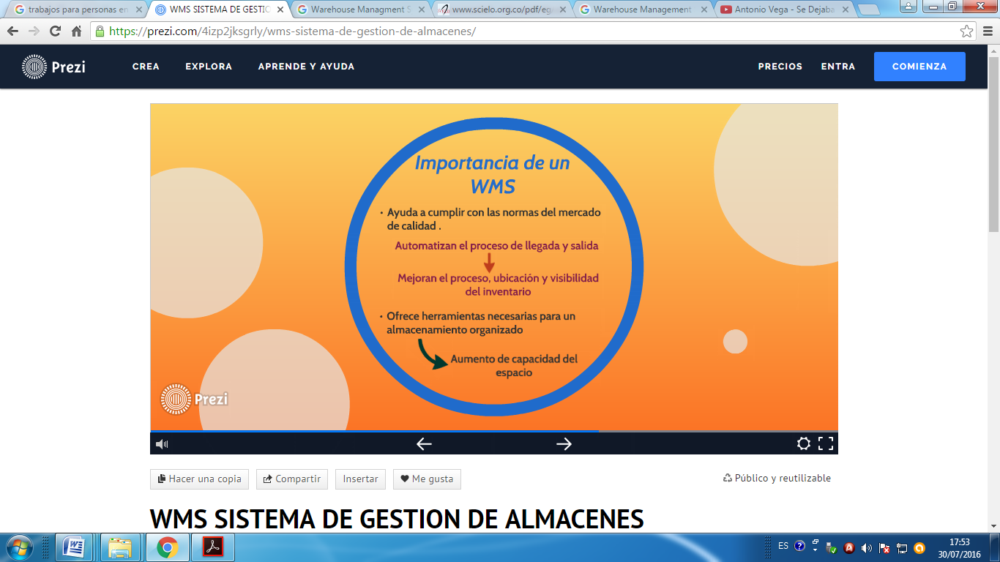 trabajos para personas en
WMS SISTEMA DE GESTIO
Warehouse Managment S
www.scielo.org.co/pdf/eg
Warehouse Management
Antonio Vega - Se Dejaba
https://prezi.com/4izp2jksgrly/wms-sistema-de-gestion-de-almacenes/
Prezi
CREA
EXPLORA
APRENDE Y AYUDA
PRECIOS
ENTRA
COMIENZA
Importancia de un
WMS
• Ayuda a cumplir con las normas del mercado
de calidad .
Automatizan el proceso de llegada y salida
Mejoran el proceso, ubicación y visibilidad
del inventario
• Ofrece herramientas necesarias para un
almacenamiento organizado
Aumento de capacidad del
espacio
Prezi
Hacer una copia
Compartir
Insertar
Me gusta
Público y reutilizable
WMS SISTEMA DE GESTION DE ALMACENES
ES
17:53
30/07/2016